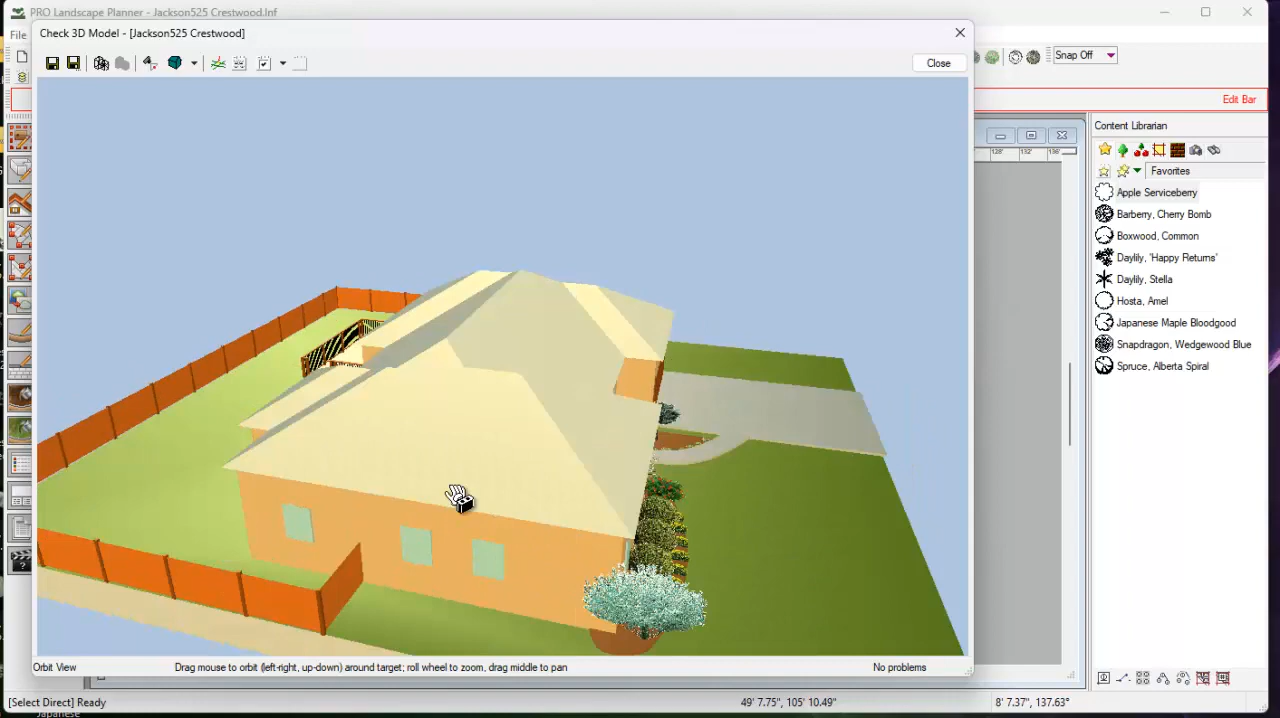 PRO Landscape Planner - Jackson525 Crestwood.lnf
File
Check 3D Model - [Jackson525 Crestwood]
Close
Snap Off
Edit Bar
Content Librarian
Favorites
Apple Serviceberry
Barberry, Cherry Bomb
Boxwood, Common
Daylily, 'Happy Returns'
Daylily, Stella
Hosta, Amel
Japanese Maple Bloodgood
Snapdragon, Wedgewood Blue
Spruce, Alberta Spiral
128' 132' 136'
Orbit View
Drag mouse to orbit (left-right, up-down) around target; roll wheel to zoom, drag middle to pan
No problems
[Select Direct] Ready
49' 7.75", 105' 10.49"
8' 7.37", 137.63°
Japanese